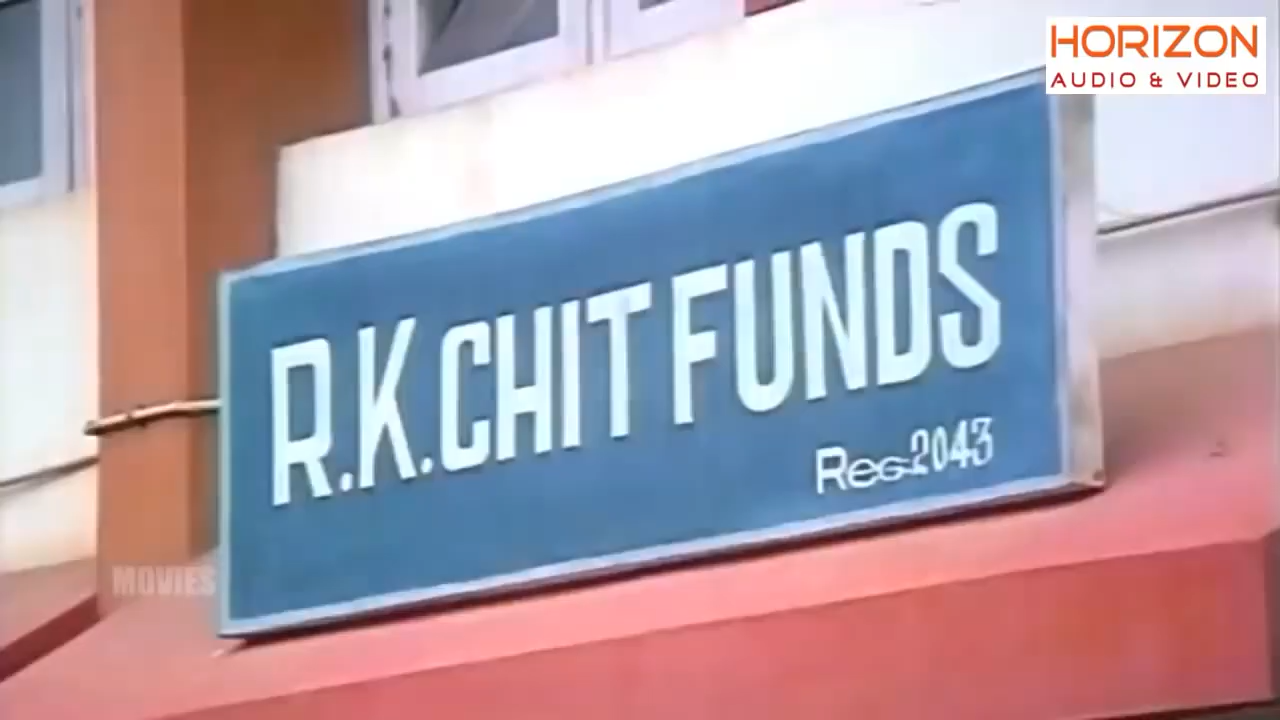 HORIZON
AUDIO & VIDEO
R.K.CHIT FUNDS
Reg 2043
MOVIES